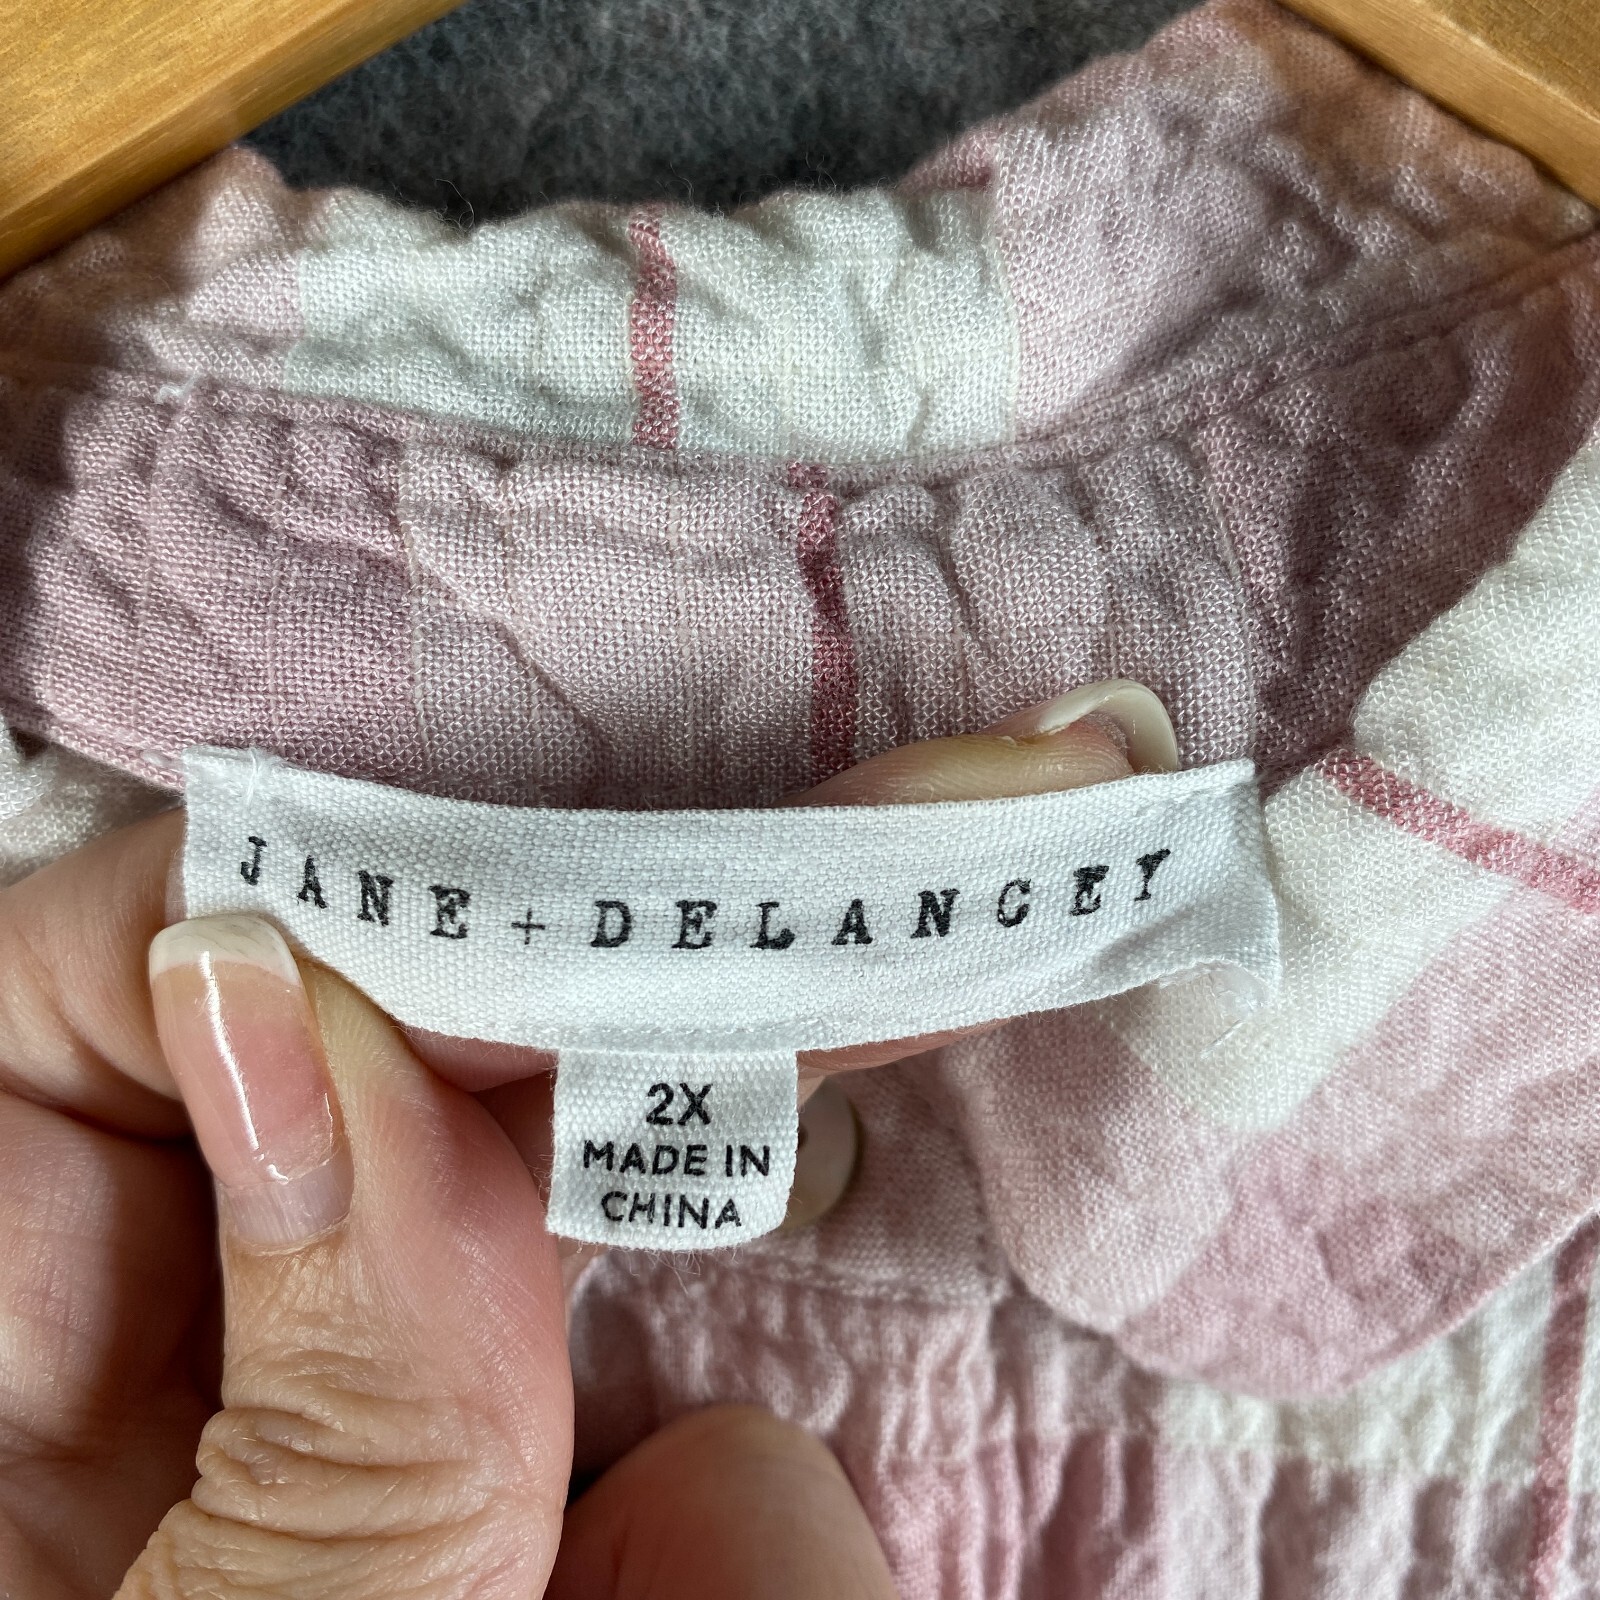 JANE + DELANCEY
2X
MADE IN
CHINA